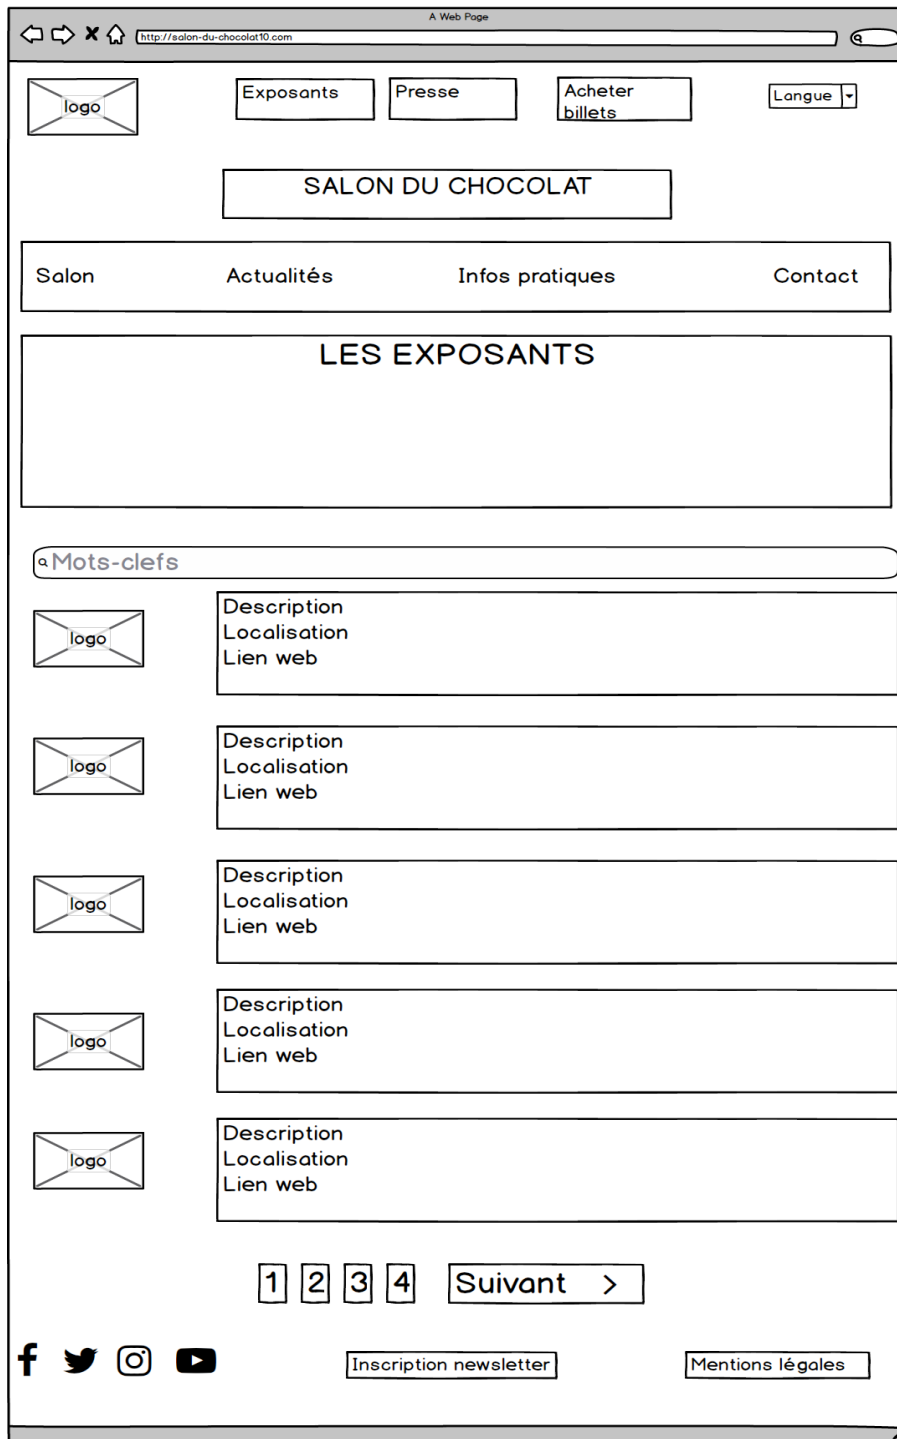 A Web Page
http://salon-du-chocolat10.com
logo
Exposants
Presse
Acheter
billets
Langue
SALON DU CHOCOLAT
Salon
Actualités
Infos pratiques
Contact
LES EXPOSANTS
Mots-clefs
logo
Description
Localisation
Lien web
logo
Description
Localisation
Lien web
logo
Description
Localisation
Lien web
logo
Description
Localisation
Lien web
logo
Description
Localisation
Lien web
1 2 3 4 Suivant >
Inscription newsletter
Mentions légales